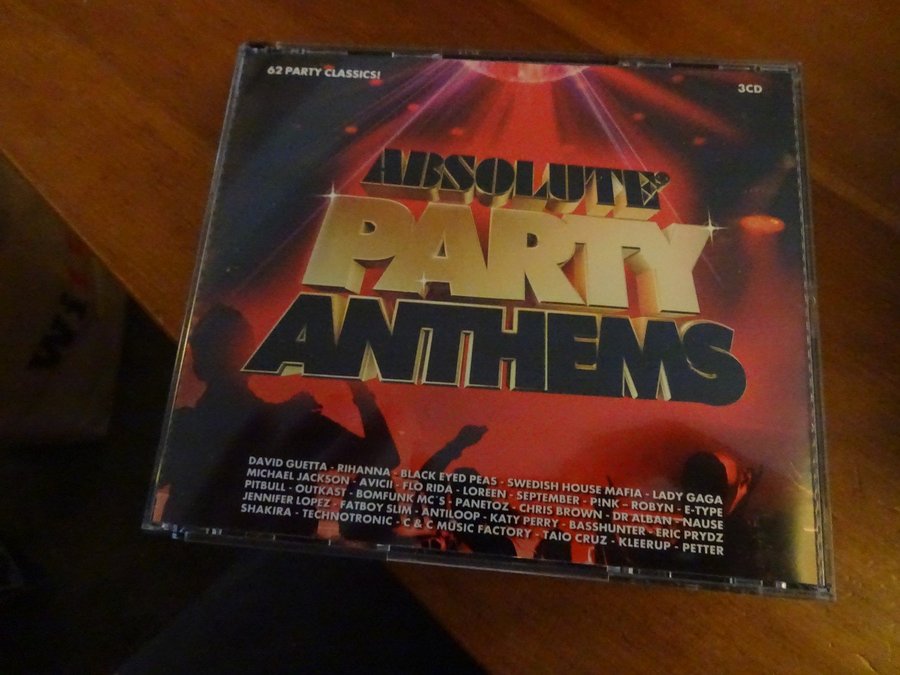 62 PARTY CLASSICS!
3CD
ABSOLUTE
PARTY
ANTHEMS
DAVID GUETTA - RIHANNA - BLACK EYED PEAS - SWEDISH HOUSE MAFIA - LADY GAGA
MICHAEL JACKSON - AVICII - FLO RIDA - LOREEN - SEPTEMBER - P!NK - ROBYN - E-TYPE
PITBULL - OUTKAST - BOMFUNK MC´S - PANETOZ - CHRIS BROWN - DR ALBAN - NAUSE
JENNIFER LOPEZ - FATBOY SLIM - ANTILOOP - KATY PERRY - BASSHUNTER - ERIC PRYDZ
SHAKIRA - TECHNOTRONIC - C & C MUSIC FACTORY - TAIO CRUZ - KLEERUP - PETTER